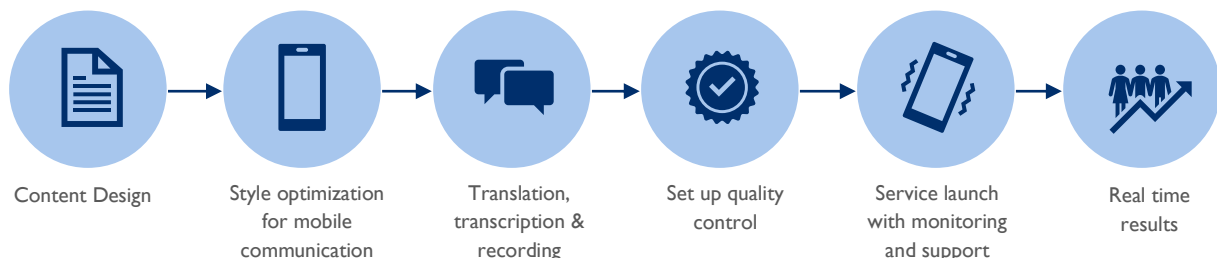 Content Design
Style optimization
for mobile
communication
Translation,
transcription &
recording
Set up quality
control
Service launch
with monitoring
and support
Real time
results